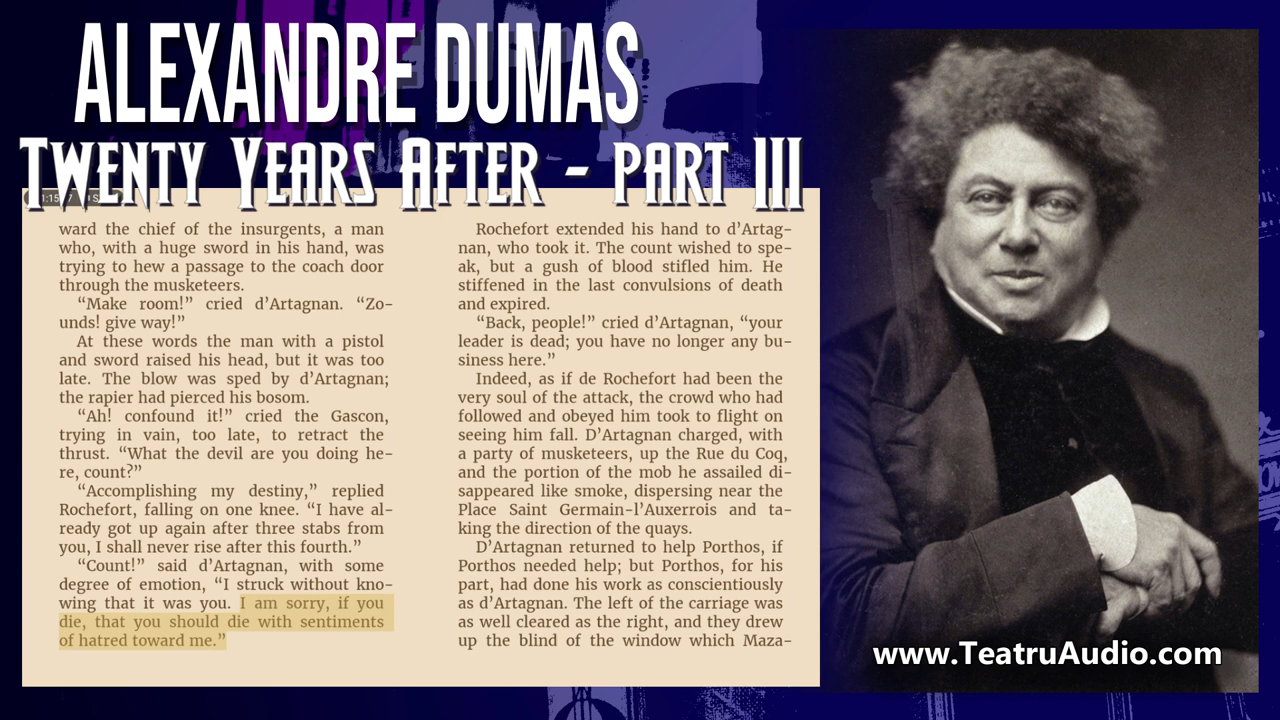 ALEXANDRE DUMAS
TWENTY YEARS AFTER - PART III
ward the chief of the insurgents, a man
who, with a huge sword in his hand, was
trying to hew a passage to the coach door
through the musketeers.
“Make room!” cried d’Artagnan. “Zo-
unds! give way!”
At these words the man with a pistol
and sword raised his head, but it was too
late. The blow was sped by d’Artagnan;
the rapier had pierced his bosom.
“Ah! confound it!” cried the Gascon,
trying in vain, too late, to retract the
thrust. “What the devil are you doing he-
re, count?”
“Accomplishing my destiny,” replied
Rochefort, falling on one knee. “I have al-
ready got up again after three stabs from
you, I shall never rise after this fourth.”
“Count!” said d’Artagnan, with some
degree of emotion, “I struck without kno-
wing that it was you. I am sorry, if you
die, that you should die with sentiments
of hatred toward me.”
Rochefort extended his hand to d’Artag-
nan, who took it. The count wished to spe-
ak, but a gush of blood stifled him. He
stiffened in the last convulsions of death
and expired.
“Back, people!” cried d’Artagnan, “your
leader is dead; you have no longer any bu-
siness here.”
Indeed, as if de Rochefort had been the
very soul of the attack, the crowd who had
followed and obeyed him took to flight on
seeing him fall. D’Artagnan charged, with
a party of musketeers, up the Rue du Coq,
and the portion of the mob he assailed di-
sappeared like smoke, dispersing near the
Place Saint Germain-l’Auxerrois and ta-
king the direction of the quays.
D’Artagnan returned to help Porthos, if
Porthos needed help; but Porthos, for his
part, had done his work as conscientiously
as d’Artagnan. The left of the carriage was
as well cleared as the right, and they drew
up the blind of the window which Maza-
www.TeatruAudio.com